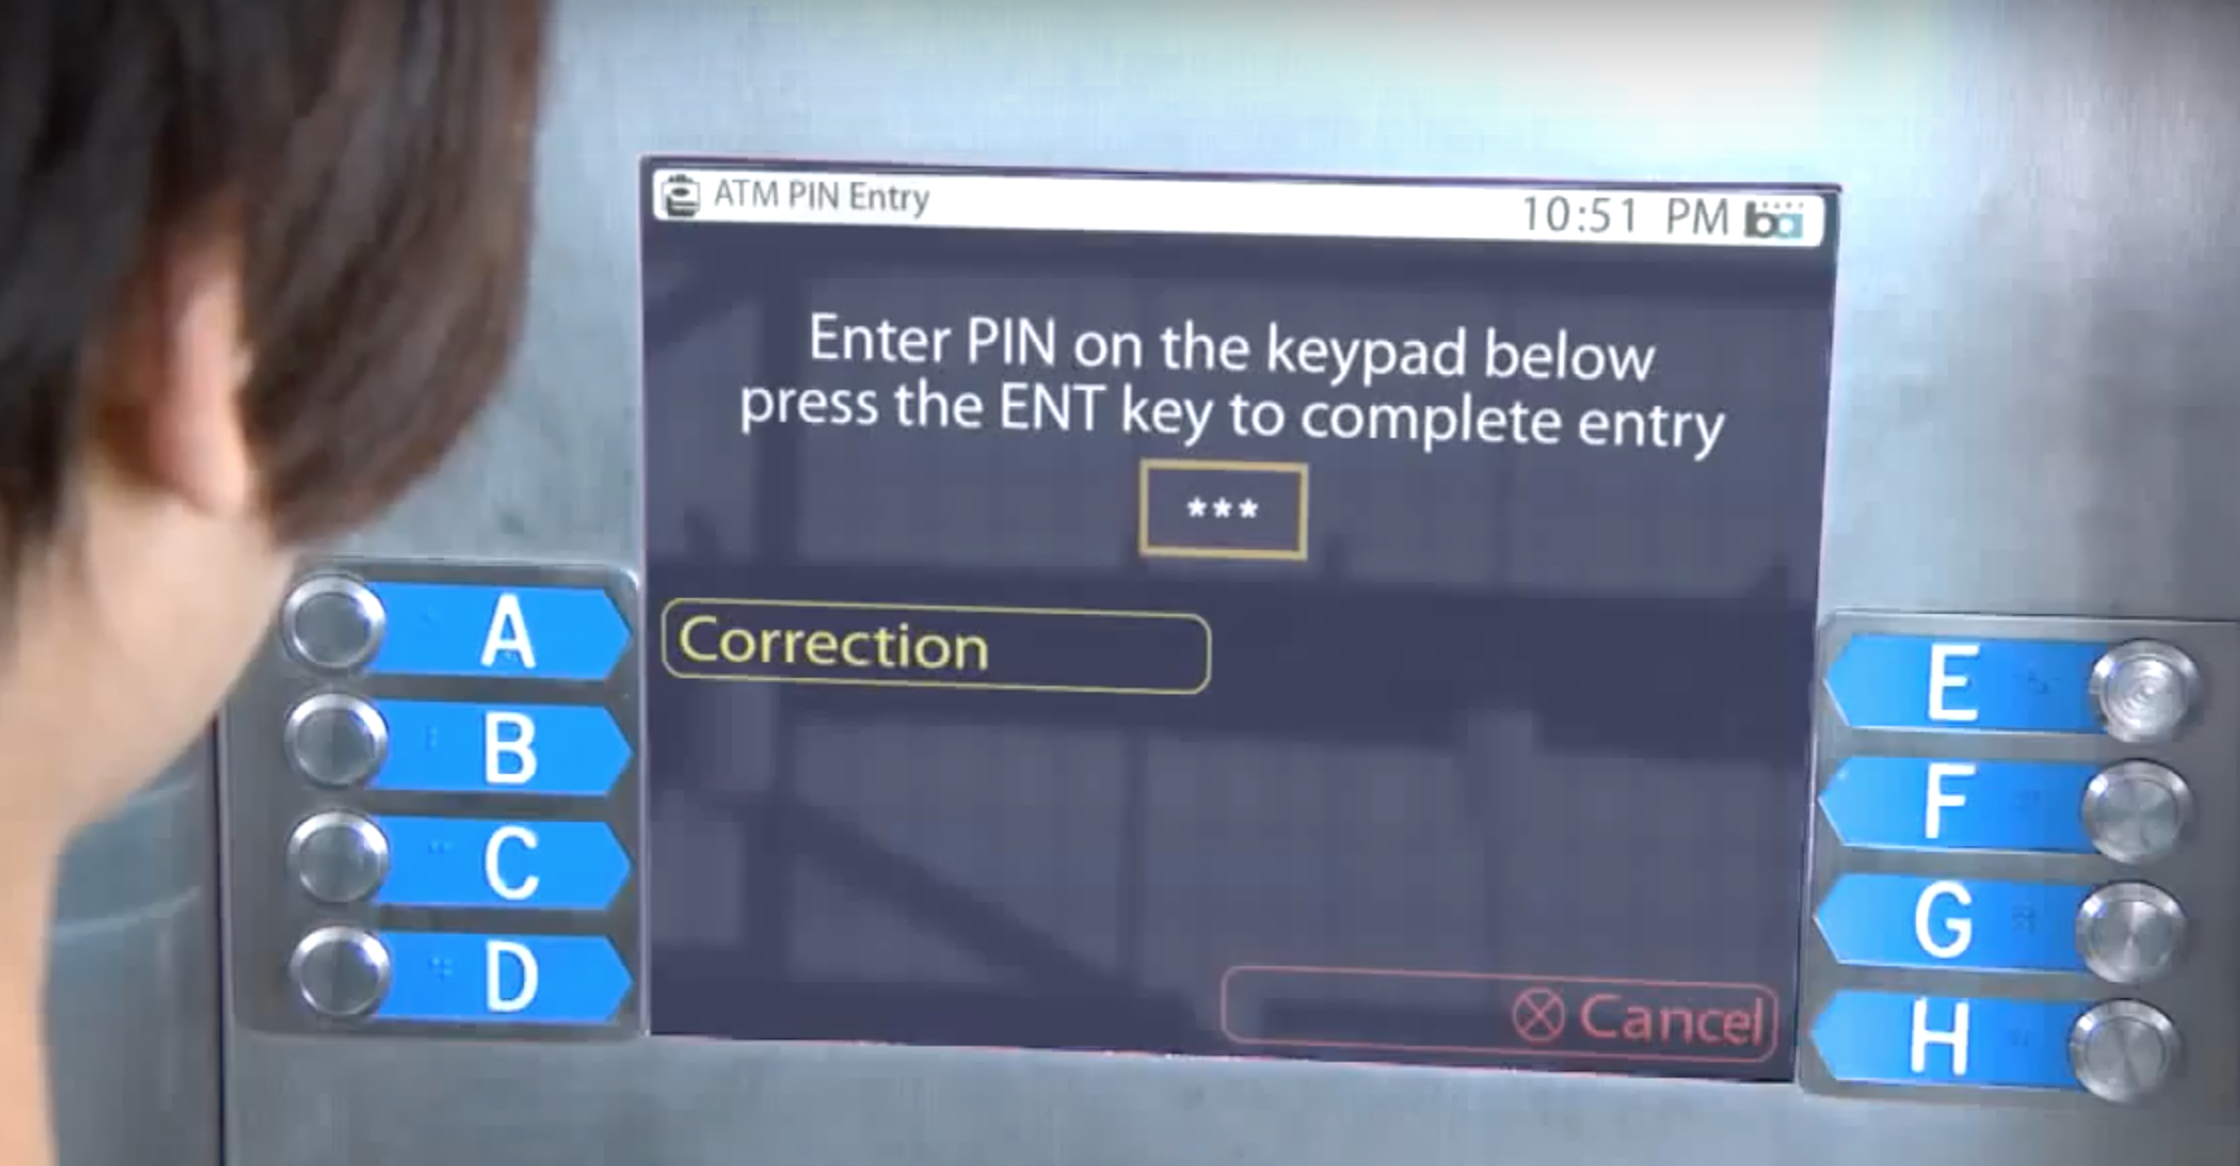 ATM PIN Entry
10:51 PM ba
Enter PIN on the keypad below
press the ENT key to complete entry
***
Correction
Cancel
A
B
C
D
E
F
G
H